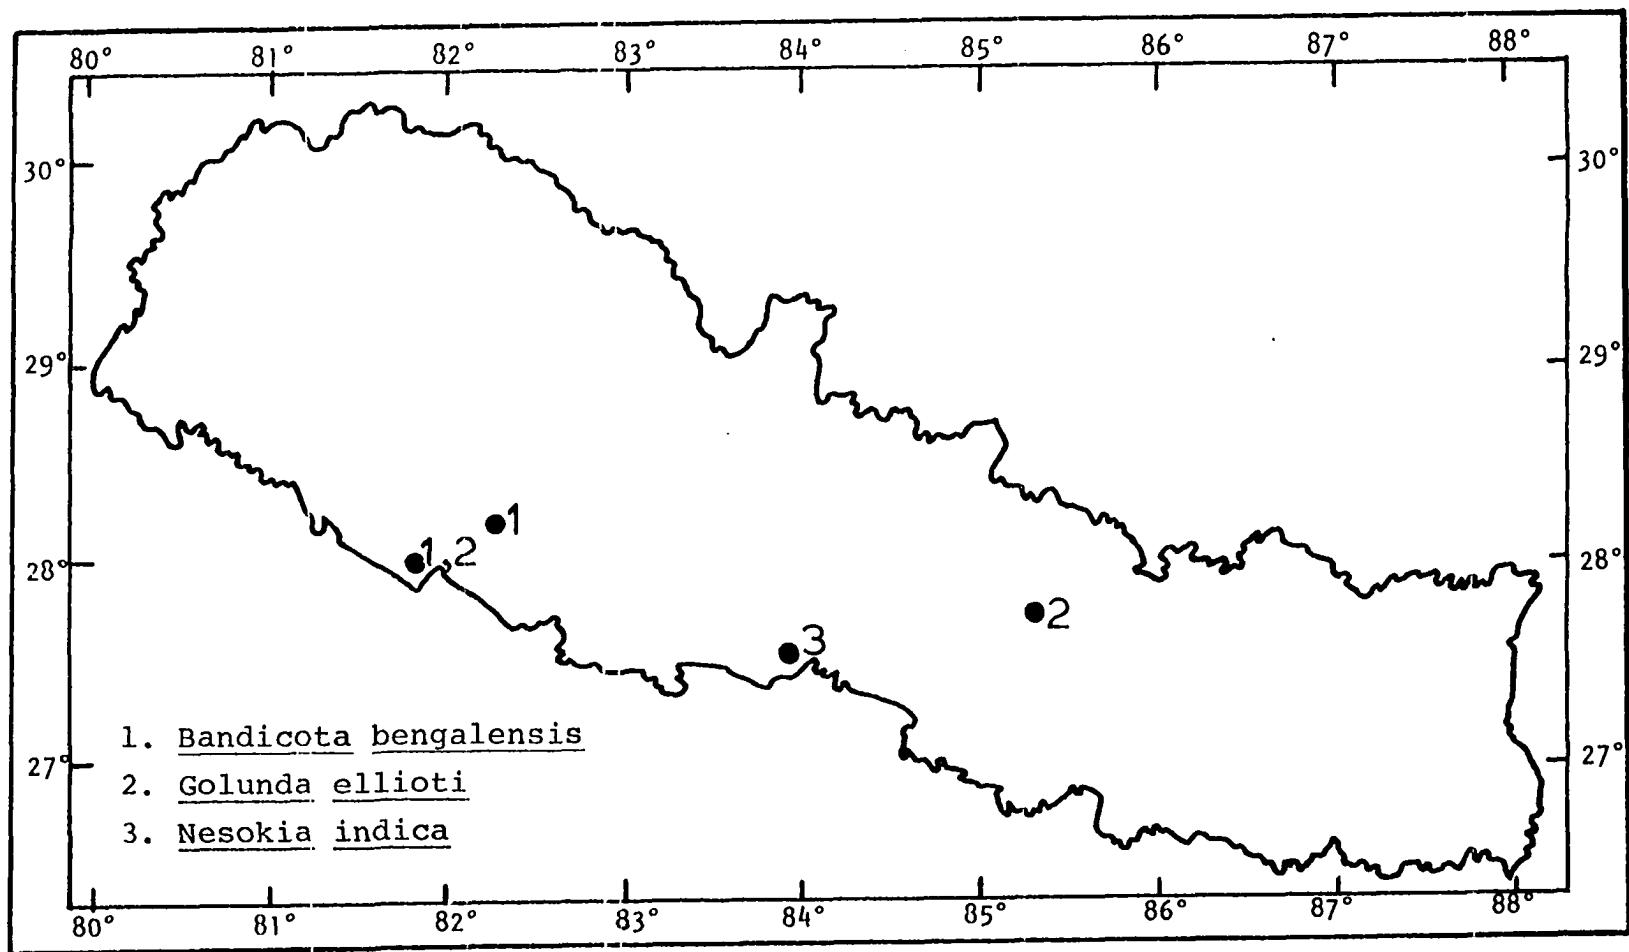 80° 81° 82° 83° 84° 85° 86° 87° 88°
30° 30°
29° 29°
1
1,2
28° 28°
2
3
1. Bandicota bengalensis
27° 27°
2. Golunda ellioti
3. Nesokia indica
80° 81° 82° 83° 84° 85° 86° 87° 88°